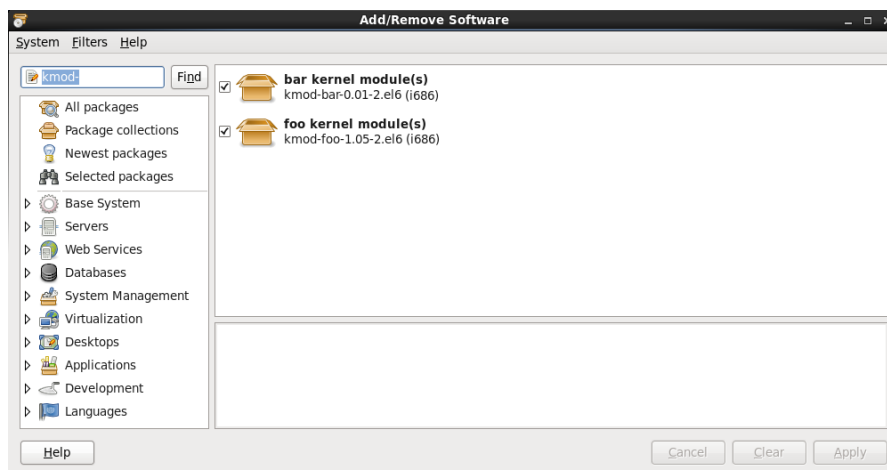 Add/Remove Software
System Filters Help
kmod-
Find
All packages
Package collections
Newest packages
Selected packages
Base System
Servers
Web Services
Databases
System Management
Virtualization
Desktops
Applications
Development
Languages
bar kernel module(s)
kmod-bar-0.01-2.el6 (i686)
foo kernel module(s)
kmod-foo-1.05-2.el6 (i686)
Help
Cancel Clear Apply